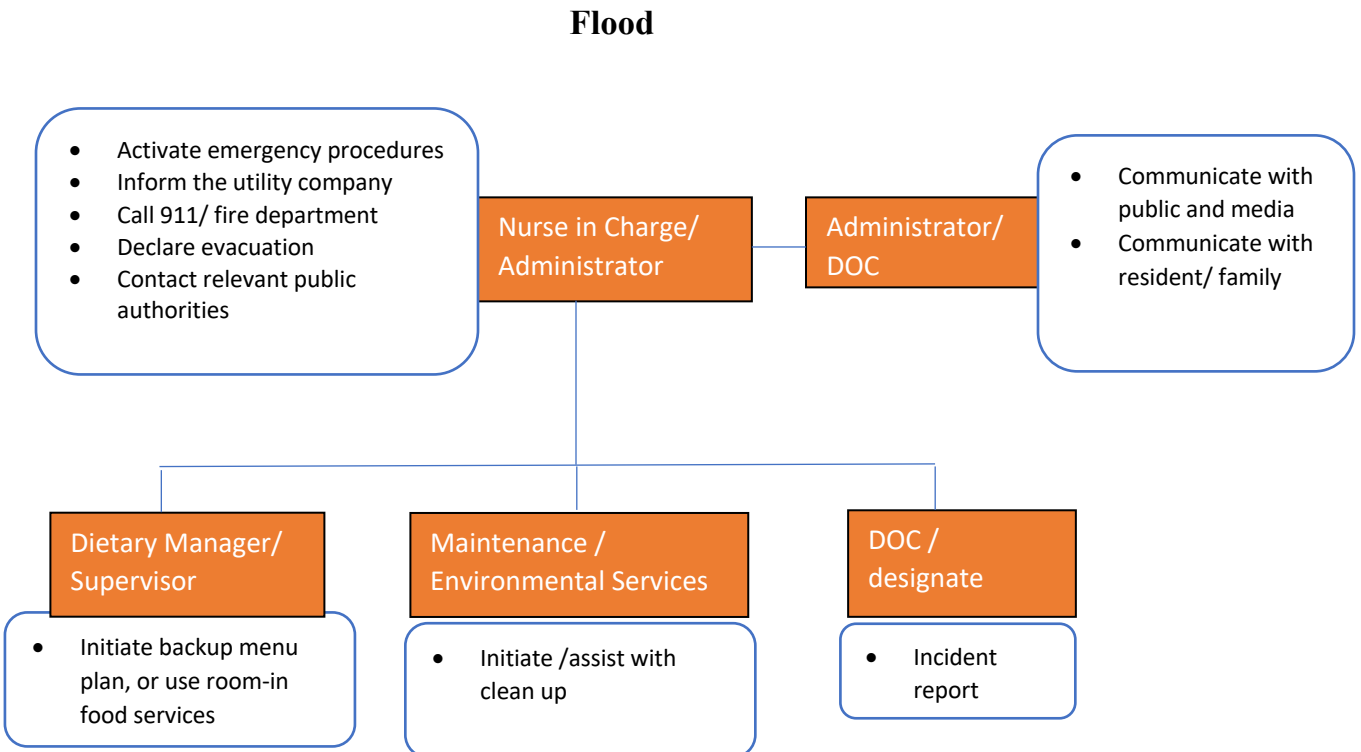 Flood
• Activate emergency procedures
• Inform the utility company
• Call 911/ fire department
• Declare evacuation
• Contact relevant public
authorities
Nurse in Charge/
Administrator
Administrator/
DOC
• Communicate with
public and media
• Communicate with
resident/ family
Dietary Manager/
Supervisor
• Initiate backup menu
plan, or use room-in
food services
Maintenance /
Environmental Services
• Initiate /assist with
clean up
DOC /
designate
• Incident
report